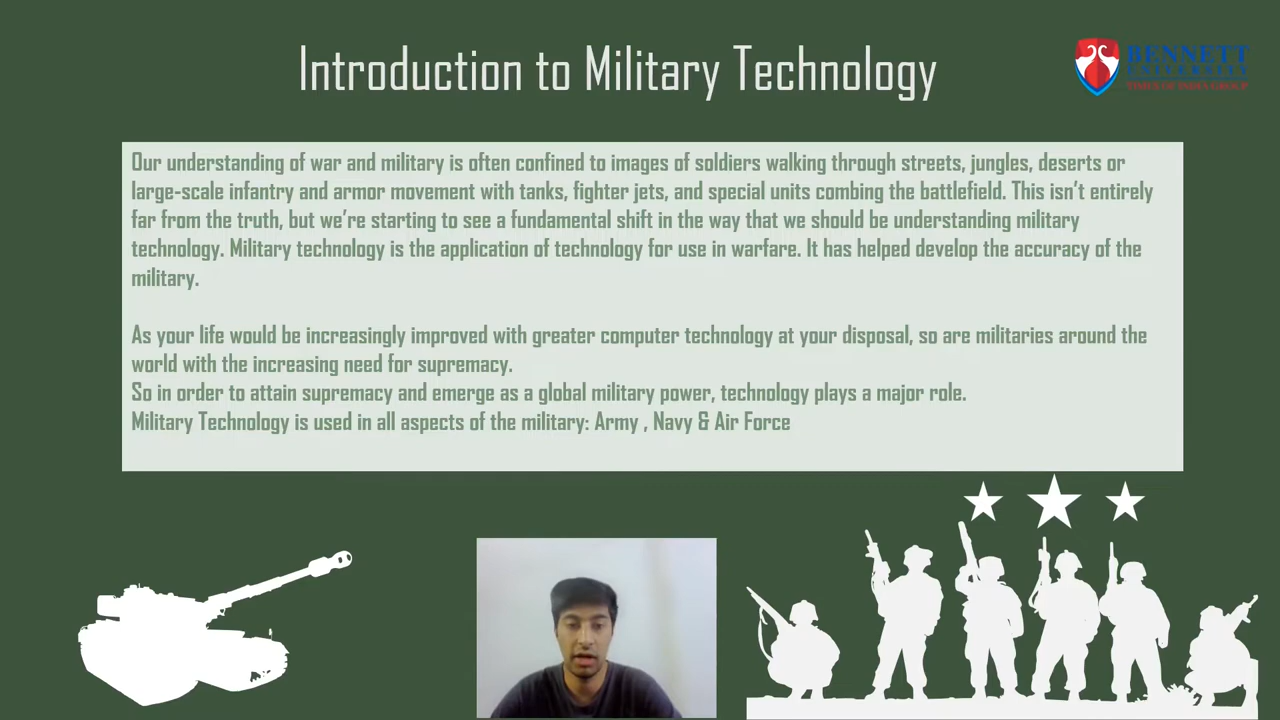 Introduction to Military Technology
BENNETT
UNIVERSITY
TIMES OF INDIA GROUP
Our understanding of war and military is often confined to images of soldiers walking through streets, jungles, deserts or
large-scale infantry and armor movement with tanks, fighter jets, and special units combing the battlefield. This isn't entirely
far from the truth, but we're starting to see a fundamental shift in the way that we should be understanding military
technology. Military technology is the application of technology for use in warfare. It has helped develop the accuracy of the
military.
As your life would be increasingly improved with greater computer technology at your disposal, so are militaries around the
world with the increasing need for supremacy.
So in order to attain supremacy and emerge as a global military power, technology plays a major role.
Military Technology is used in all aspects of the military: Army , Navy & Air Force